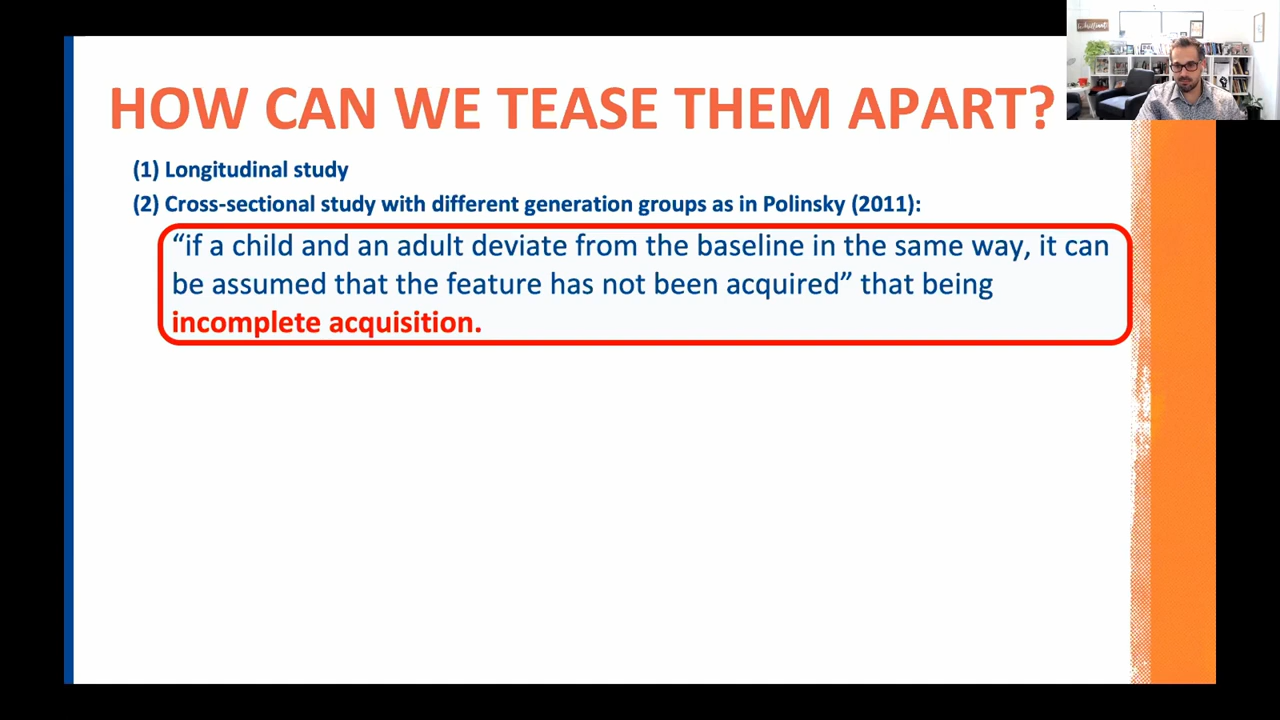 HOW CAN WE TEASE THEM APART?
(1) Longitudinal study
(2) Cross-sectional study with different generation groups as in Polinsky (2011):
“if a child and an adult deviate from the baseline in the same way, it can
be assumed that the feature has not been acquired” that being
incomplete acquisition.